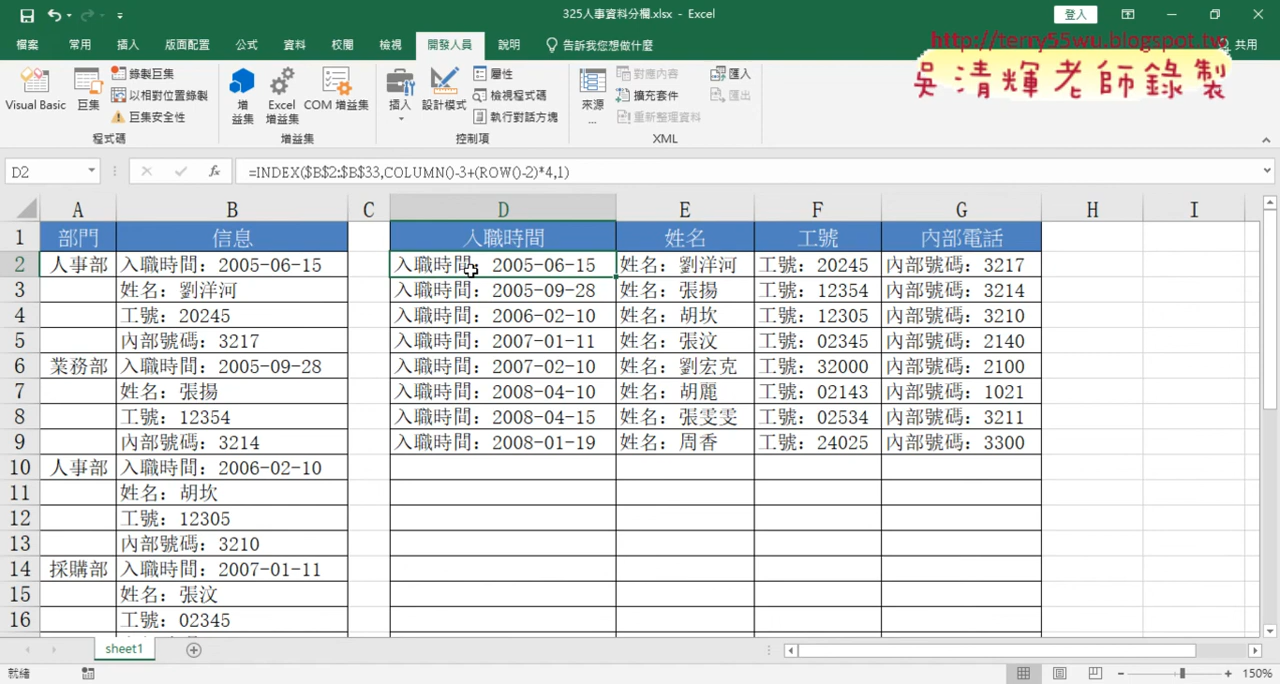 325人事資料分欄.xlsx - Excel
登入
檔案 常用 插入 版面配置 公式 資料 校閱 檢視 開發人員 說明 告訴我您想做什麼 共用
http://terry55wu.blogspot.tw
吳清輝老師錄製
Visual Basic 巨集 錄製巨集 以相對位置錄製 巨集安全性
增益集 Excel 增益集 COM 增益集
插入 設計模式 屬性 檢視程式碼 執行對話方塊
來源... 對應內容 擴充套件 重新整理資料 匯入 匯出
程式碼 增益集 控制項 XML
D2 fx =INDEX($B$2:$B$33,COLUMN()-3+(ROW()-2)*4,1)
A B C D E F G H I
1 部門 信息 入職時間 姓名 工號 內部電話
2 人事部 入職時間: 2005-06-15 入職時間: 2005-06-15 姓名: 劉洋河 工號: 20245 內部號碼: 3217
3 姓名: 劉洋河 入職時間: 2005-09-28 姓名: 張揚 工號: 12354 內部號碼: 3214
4 工號: 20245 入職時間: 2006-02-10 姓名: 胡坎 工號: 12305 內部號碼: 3210
5 內部號碼: 3217 入職時間: 2007-01-11 姓名: 張汶 工號: 02345 內部號碼: 2140
6 業務部 入職時間: 2005-09-28 入職時間: 2007-02-10 姓名: 劉宏克 工號: 32000 內部號碼: 2100
7 姓名: 張揚 入職時間: 2008-04-10 姓名: 胡麗 工號: 02143 內部號碼: 1021
8 工號: 12354 入職時間: 2008-04-15 姓名: 張雯雯 工號: 02534 內部號碼: 3211
9 內部號碼: 3214 入職時間: 2008-01-19 姓名: 周香 工號: 24025 內部號碼: 3300
10 人事部 入職時間: 2006-02-10
11 姓名: 胡坎
12 工號: 12305
13 內部號碼: 3210
14 採購部 入職時間: 2007-01-11
15 姓名: 張汶
16 工號: 02345
sheet1
就緒 150%